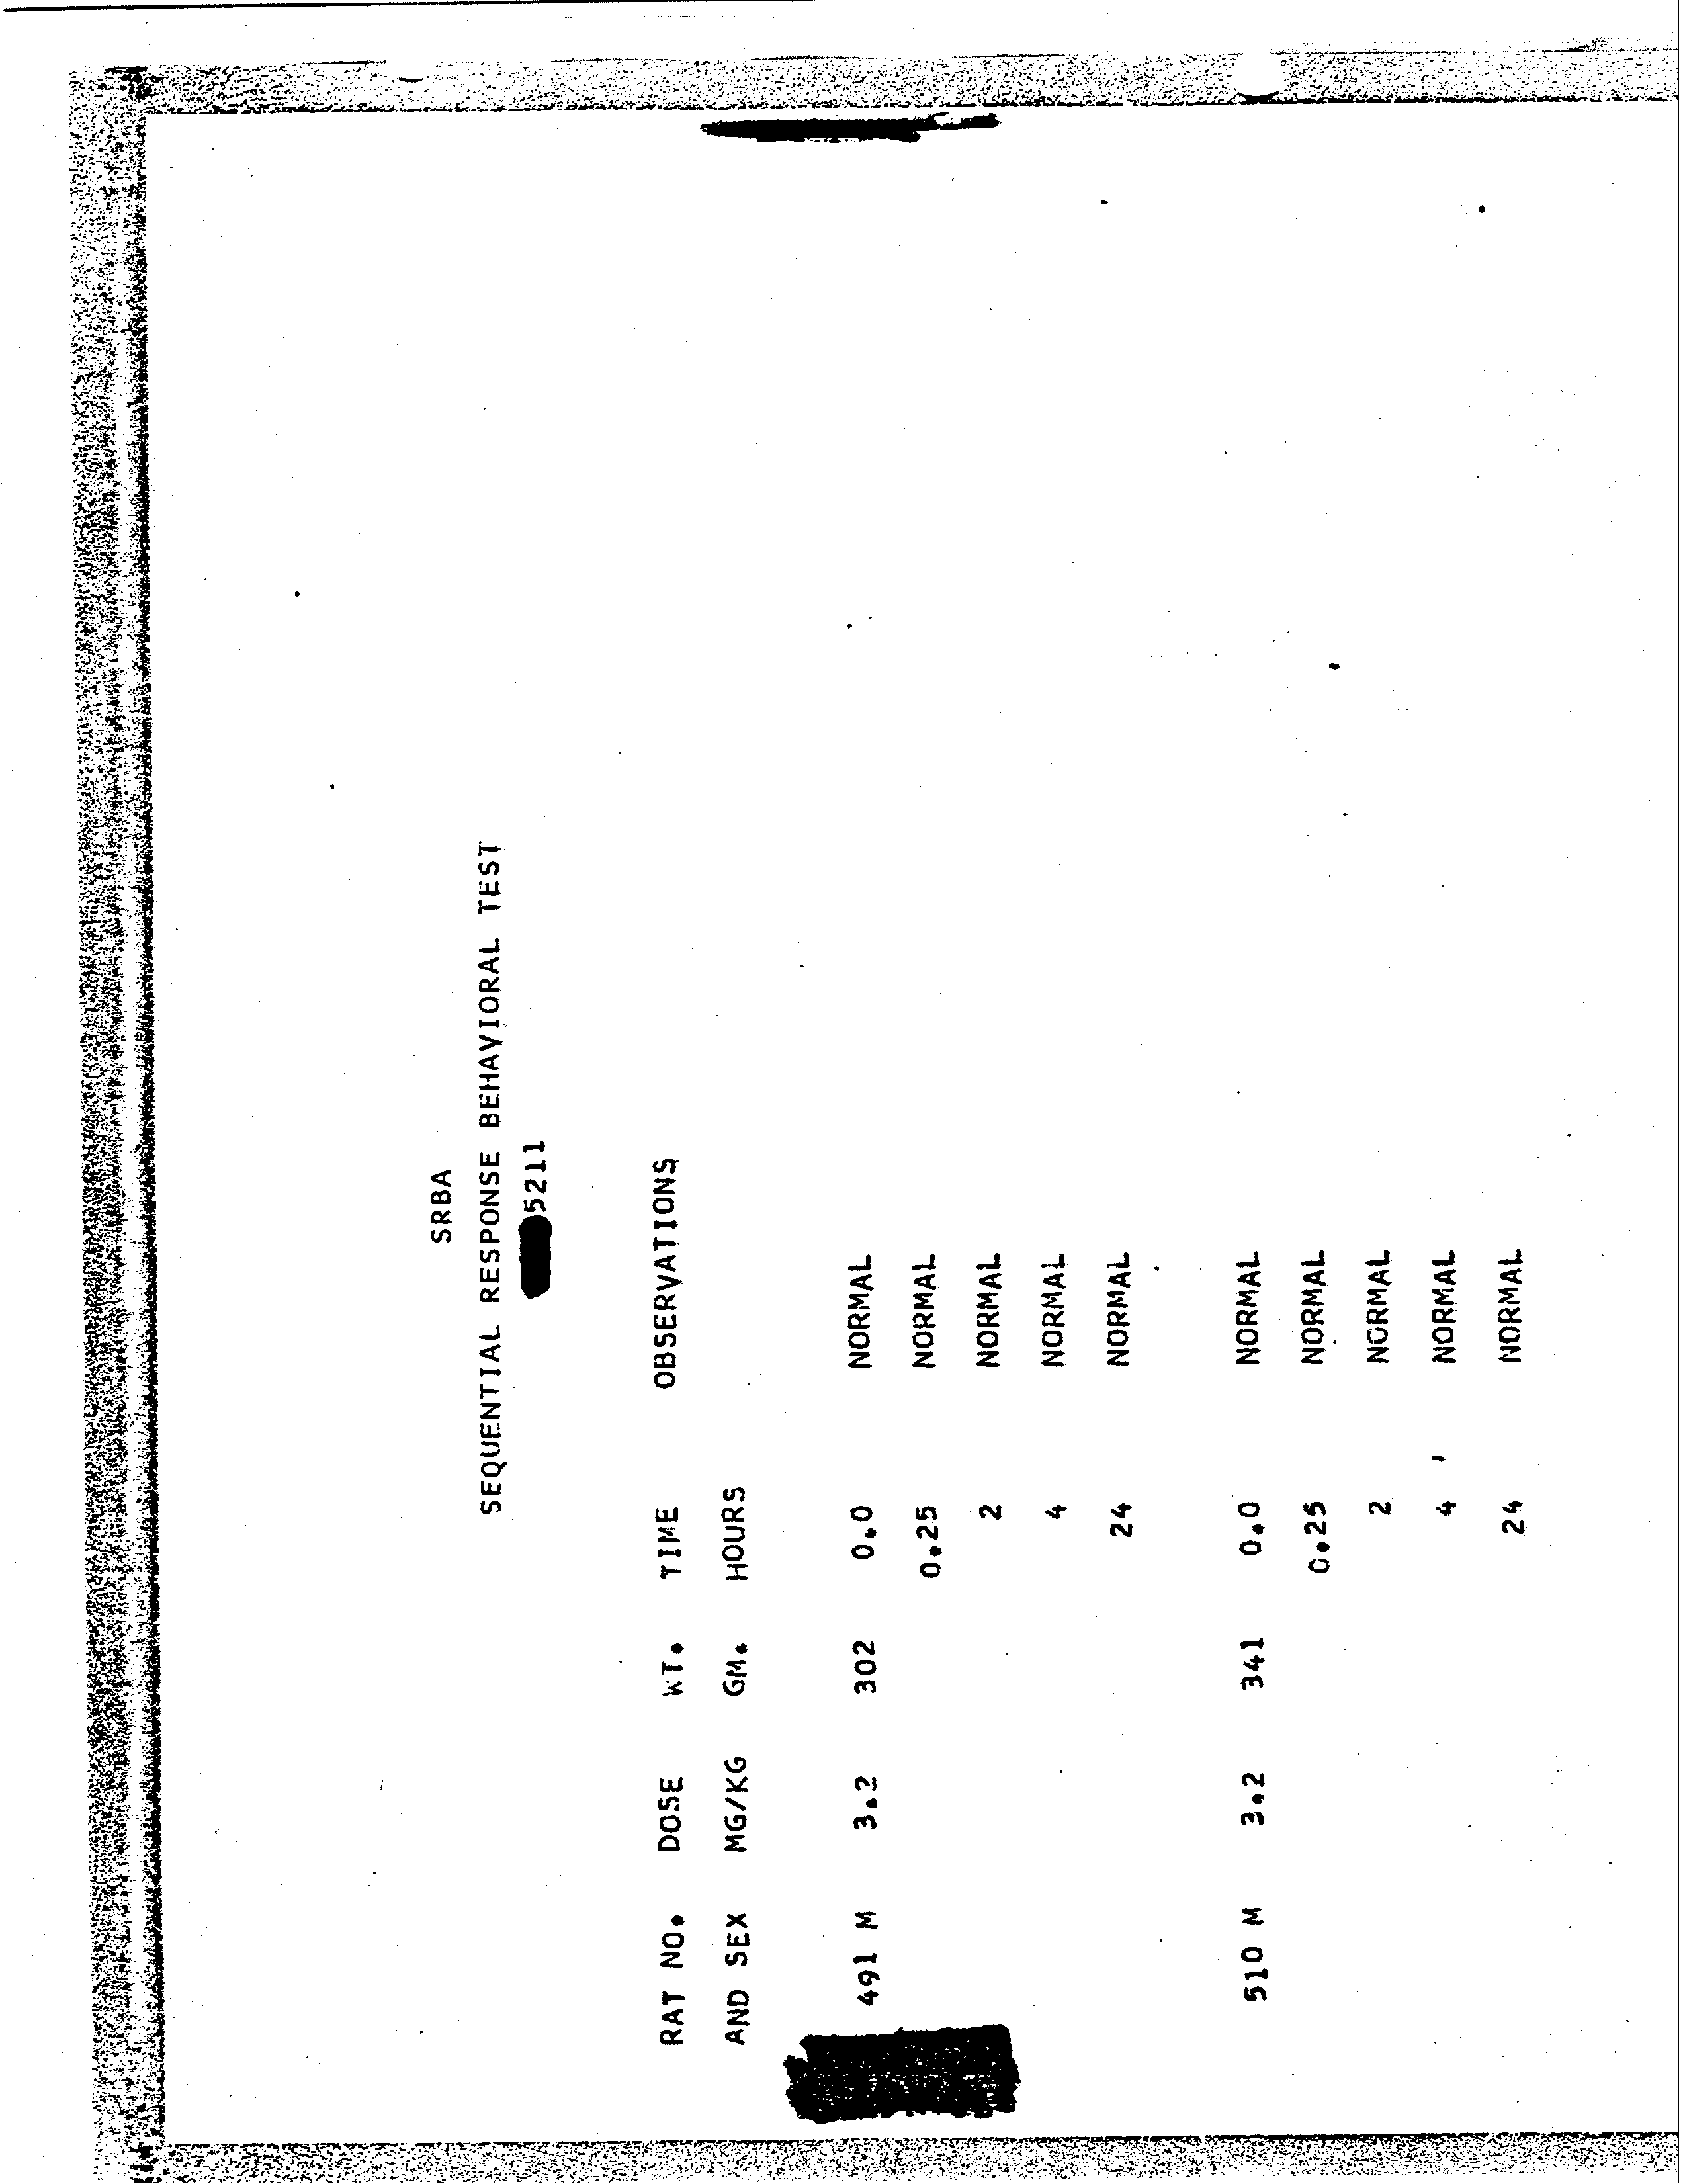 SRBA
SEQUENTIAL RESPONSE BEHAVIORAL TEST
5211
RAT NO. DOSE WT. TIME OBSERVATIONS
AND SEX MG/KG GM. HOURS
491 M 3.2 302 0.0 NORMAL
0.25 NORMAL
2 NORMAL
4 NORMAL
24 NORMAL
510 M 3.2 341 0.0 NORMAL
0.25 NORMAL
2 NORMAL
4 NORMAL
24 NORMAL